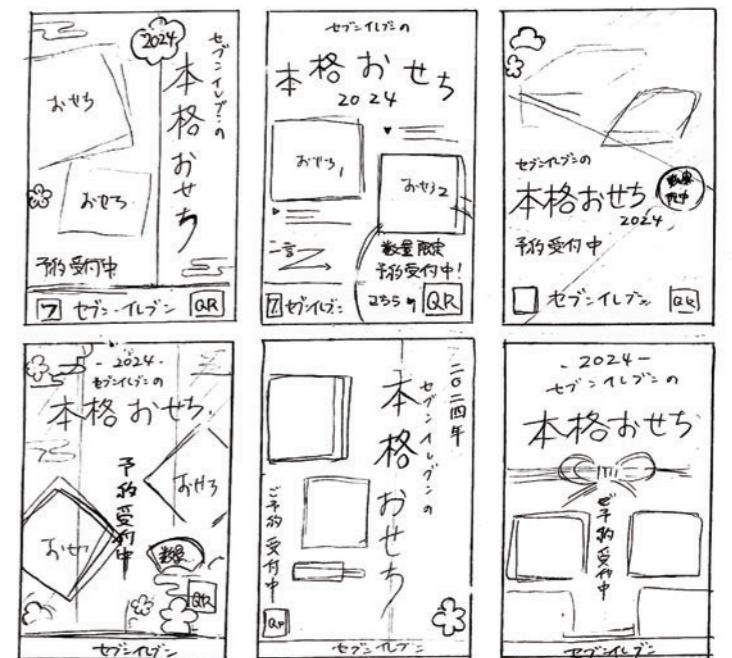 2024
セブンイレブンの
本格おせち
おせち
おせち
予約受付中
7 セブン-イレブン QR
セブンイレブンの
本格おせち
2024
おせち1
おせち2
一言
数量限定
予約受付中!
こちら
QR
7 セブンイレブン
セブンイレブンの
本格おせち
2024
数量限定
予約受付中
セブン-イレブン QR
-2024-
セブンイレブンの
本格おせち
予約受付中
おせち
おせち
数量
QR
セブンイレブン
二〇二四年
セブンイレブンの
本格おせち
ご予約受付中
QR
セブンイレブン
-2024-
セブンイレブンの
本格おせち
ご予約受付中
セブンイレブン